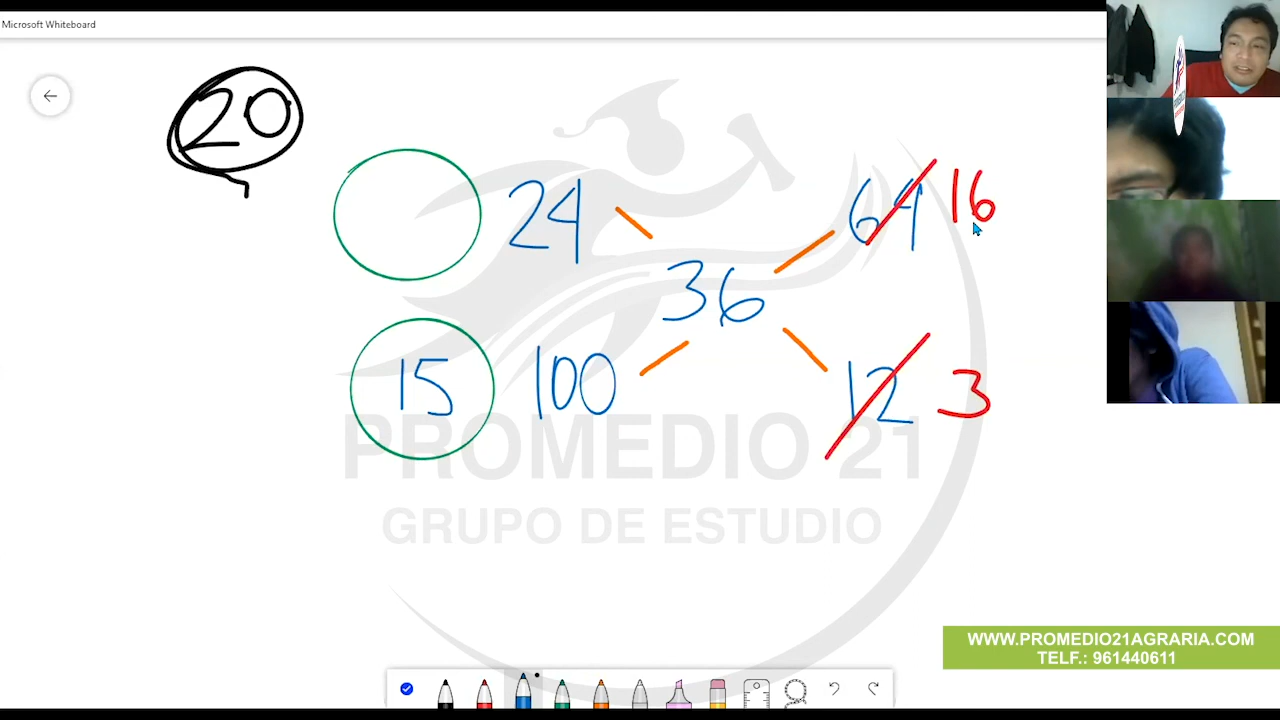 Microsoft Whiteboard
20
24
64
16
36
15
100
12
3
PROMEDIO 21
GRUPO DE ESTUDIO
WWW.PROMEDIO21AGRARIA.COM
TELF.: 961440611